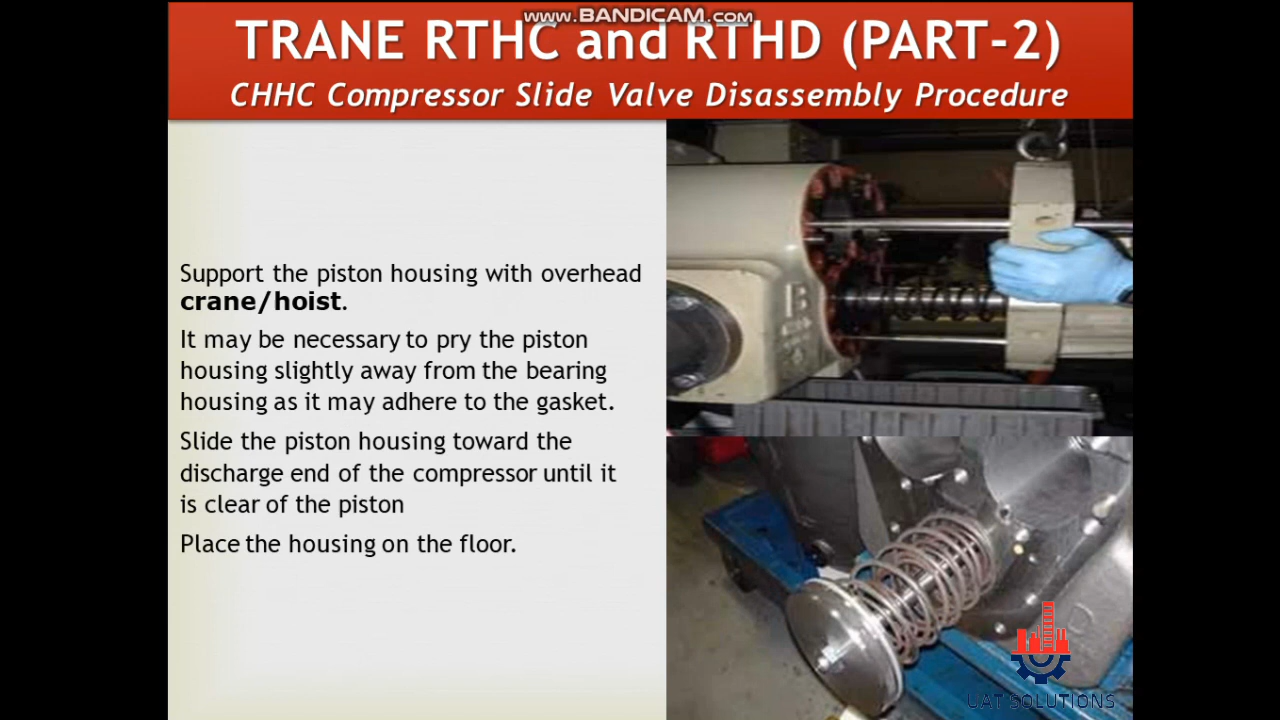 www.BANDICAM.com
TRANE RTHC and RTHD (PART-2)
CHHC Compressor Slide Valve Disassembly Procedure
Support the piston housing with overhead
crane/hoist.
It may be necessary to pry the piston
housing slightly away from the bearing
housing as it may adhere to the gasket.
Slide the piston housing toward the
discharge end of the compressor until it
is clear of the piston
Place the housing on the floor.
UAT SOLUTIONS